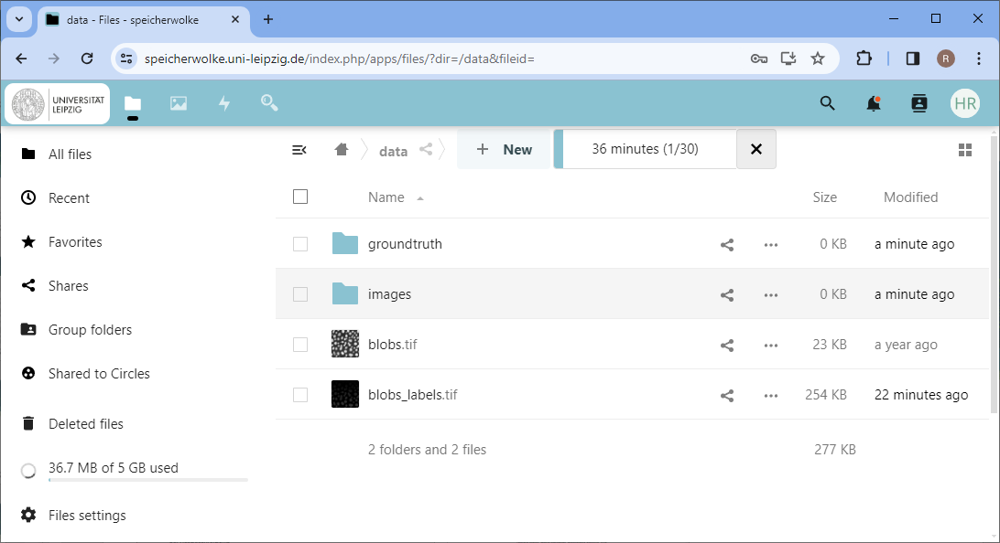 data - Files - speicherwolke
speicherwolke.uni-leipzig.de/index.php/apps/files/?dir=/data&fileid=
R
UNIVERSITÄT
LEIPZIG
HR
All files
Recent
Favorites
Shares
Group folders
Shared to Circles
Deleted files
36.7 MB of 5 GB used
Files settings
data
+ New
36 minutes (1/30)
Name Size Modified
groundtruth 0 KB a minute ago
images 0 KB a minute ago
blobs.tif 23 KB a year ago
blobs_labels.tif 254 KB 22 minutes ago
2 folders and 2 files 277 KB